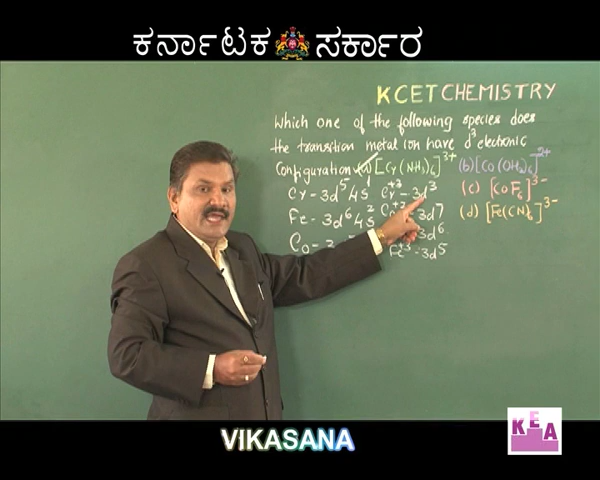 ಕರ್ನಾಟಕ ಸರ್ಕಾರ
KCET CHEMISTRY
Which one of the following species does
the transition metal ion have d³ electronic
Configuration (a) [Cr(NH₃)₆]³⁺ (b) [Co(OH₂)₆]²⁺
Cr - 3d⁵ 4s¹ Cr⁺³ - 3d³ (c) [CoF₆]³⁻
Fe - 3d⁶ 4s² Co⁺² - 3d⁷ (d) [Fe(CN)₆]³⁻
Co - 3d⁶
Fe⁺³ - 3d⁵
VIKASANA
KEA